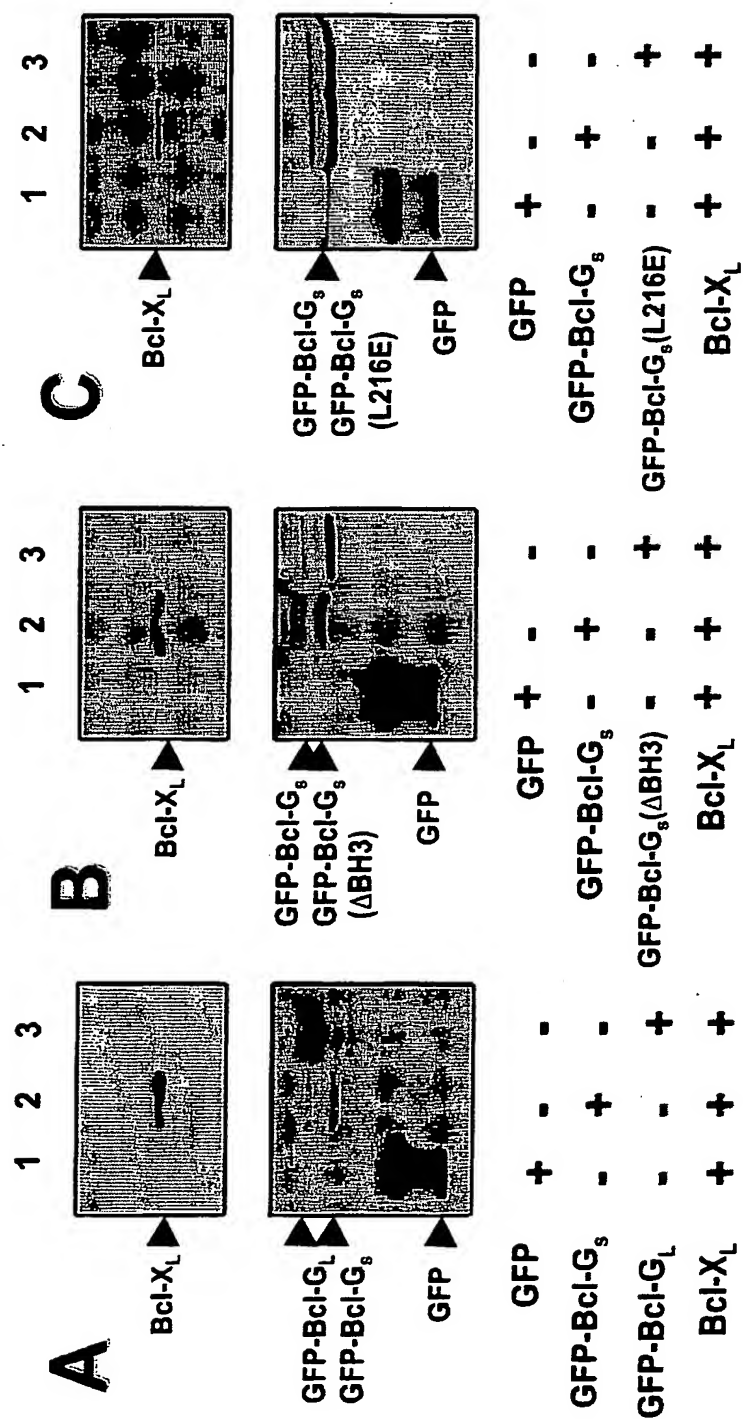 A
1 2 3
Bcl-XL
GFP-Bcl-GL
GFP-Bcl-Gs
GFP
GFP + - -
GFP-Bcl-Gs - + -
GFP-Bcl-GL - - +
Bcl-XL + + +
B
1 2 3
Bcl-XL
GFP-Bcl-Gs
GFP-Bcl-Gs
(ΔBH3)
GFP
GFP + - -
GFP-Bcl-Gs - + -
GFP-Bcl-Gs(ΔBH3) - - +
Bcl-XL + + +
C
1 2 3
Bcl-XL
GFP-Bcl-Gs
GFP-Bcl-Gs
(L216E)
GFP
GFP + - -
GFP-Bcl-Gs - + -
GFP-Bcl-Gs(L216E) - - +
Bcl-XL + + +